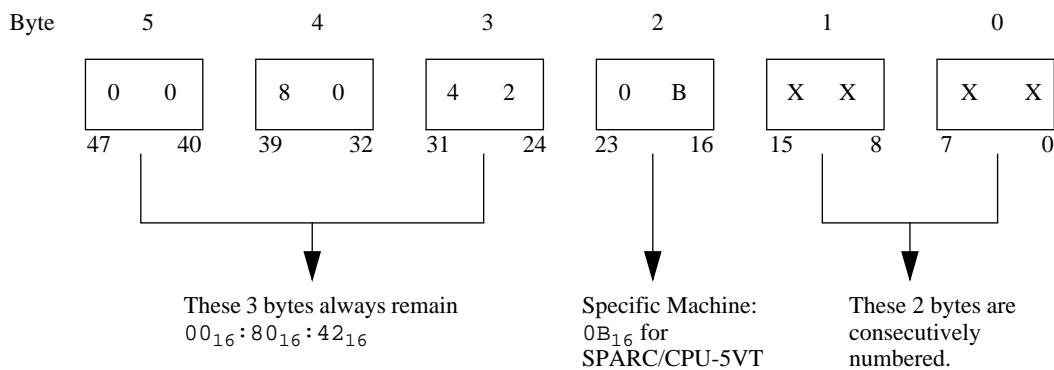 Byte 5 4 3 2 1 0
0 0 8 0 4 2 0 B X X X X
47 40 39 32 31 24 23 16 15 8 7 0
These 3 bytes always remain
00₁₆:80₁₆:42₁₆
Specific Machine:
0B₁₆ for
SPARC/CPU-5VT
These 2 bytes are
consecutively
numbered.